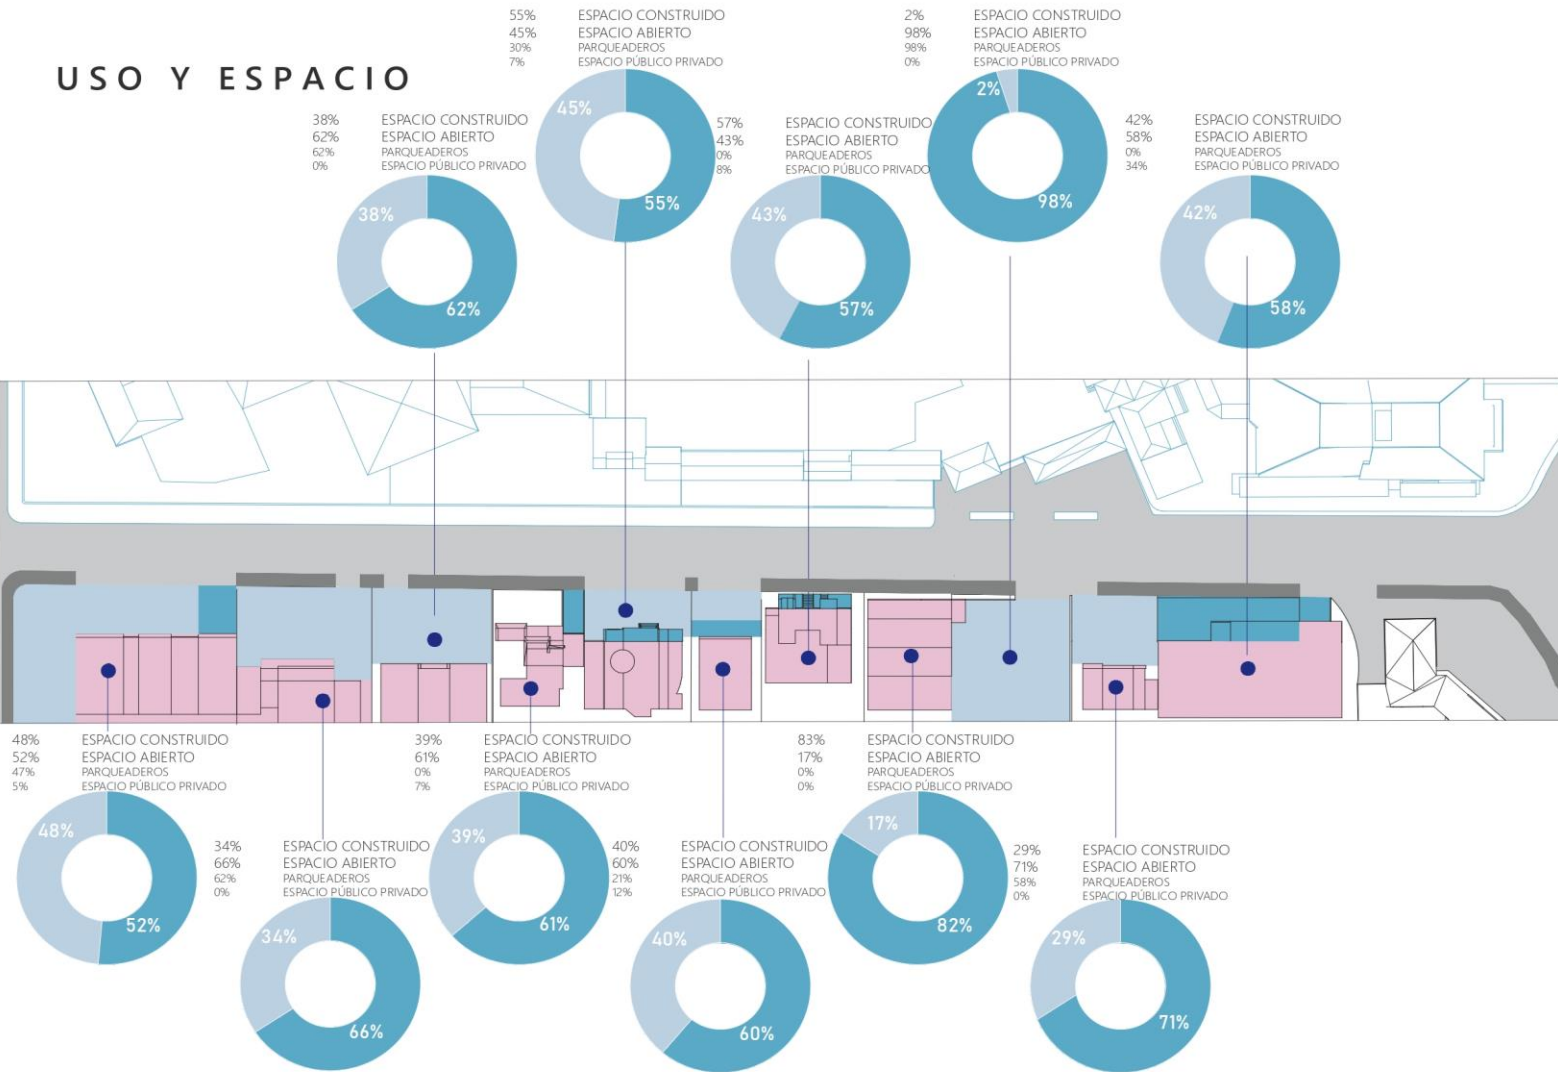 USO Y ESPACIO
55% ESPACIO CONSTRUIDO
45% ESPACIO ABIERTO
30% PARQUEADEROS
7% ESPACIO PÚBLICO PRIVADO
45%
55%
2% ESPACIO CONSTRUIDO
98% ESPACIO ABIERTO
98% PARQUEADEROS
0% ESPACIO PÚBLICO PRIVADO
2%
98%
38% ESPACIO CONSTRUIDO
62% ESPACIO ABIERTO
62% PARQUEADEROS
0% ESPACIO PÚBLICO PRIVADO
38%
62%
57% ESPACIO CONSTRUIDO
43% ESPACIO ABIERTO
0% PARQUEADEROS
8% ESPACIO PÚBLICO PRIVADO
43%
57%
42% ESPACIO CONSTRUIDO
58% ESPACIO ABIERTO
0% PARQUEADEROS
34% ESPACIO PÚBLICO PRIVADO
42%
58%
48% ESPACIO CONSTRUIDO
52% ESPACIO ABIERTO
47% PARQUEADEROS
5% ESPACIO PÚBLICO PRIVADO
48%
52%
39% ESPACIO CONSTRUIDO
61% ESPACIO ABIERTO
0% PARQUEADEROS
7% ESPACIO PÚBLICO PRIVADO
39%
61%
83% ESPACIO CONSTRUIDO
17% ESPACIO ABIERTO
0% PARQUEADEROS
0% ESPACIO PÚBLICO PRIVADO
17%
82%
34% ESPACIO CONSTRUIDO
66% ESPACIO ABIERTO
62% PARQUEADEROS
0% ESPACIO PÚBLICO PRIVADO
34%
66%
40% ESPACIO CONSTRUIDO
60% ESPACIO ABIERTO
21% PARQUEADEROS
12% ESPACIO PÚBLICO PRIVADO
40%
60%
29% ESPACIO CONSTRUIDO
71% ESPACIO ABIERTO
58% PARQUEADEROS
0% ESPACIO PÚBLICO PRIVADO
29%
71%